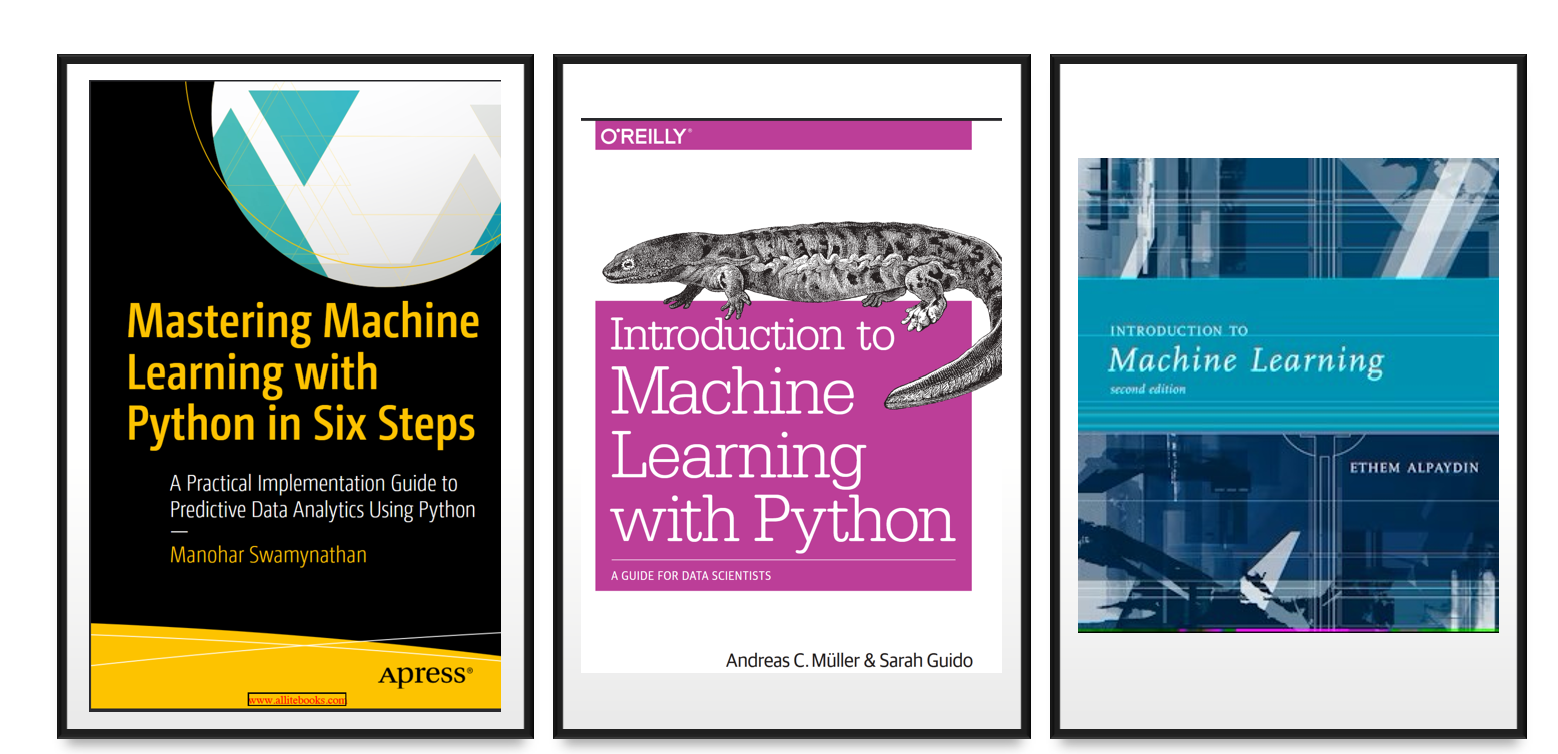 Mastering Machine
Learning with
Python in Six Steps
A Practical Implementation Guide to
Predictive Data Analytics Using Python
Manohar Swamynathan
Apress®
www.allitebooks.com
O'REILLY®
Introduction to
Machine
Learning
with Python
A GUIDE FOR DATA SCIENTISTS
Andreas C. Müller & Sarah Guido
INTRODUCTION TO
Machine Learning
second edition
ETHEM ALPAYDIN